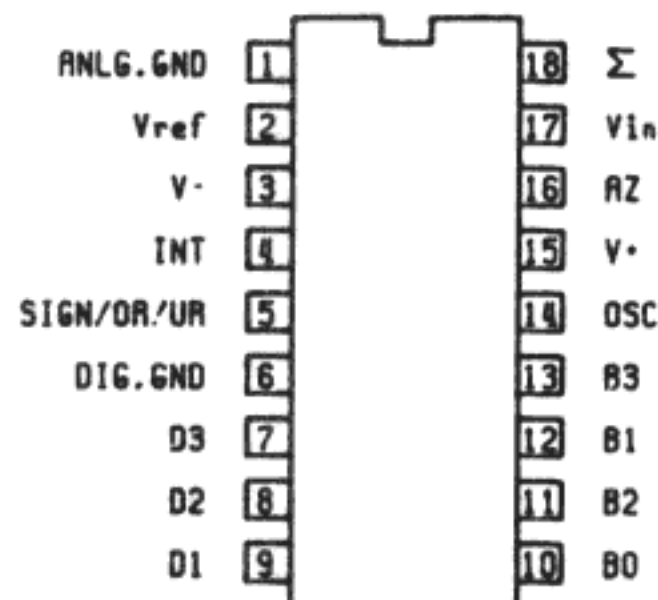 ANLG.GND 1 18 Σ
Vref 2 17 Vin
V- 3 16 AZ
INT 4 15 V+
SIGN/OR/UR 5 14 OSC
DIG.GND 6 13 B3
D3 7 12 B1
D2 8 11 B2
D1 9 10 B0